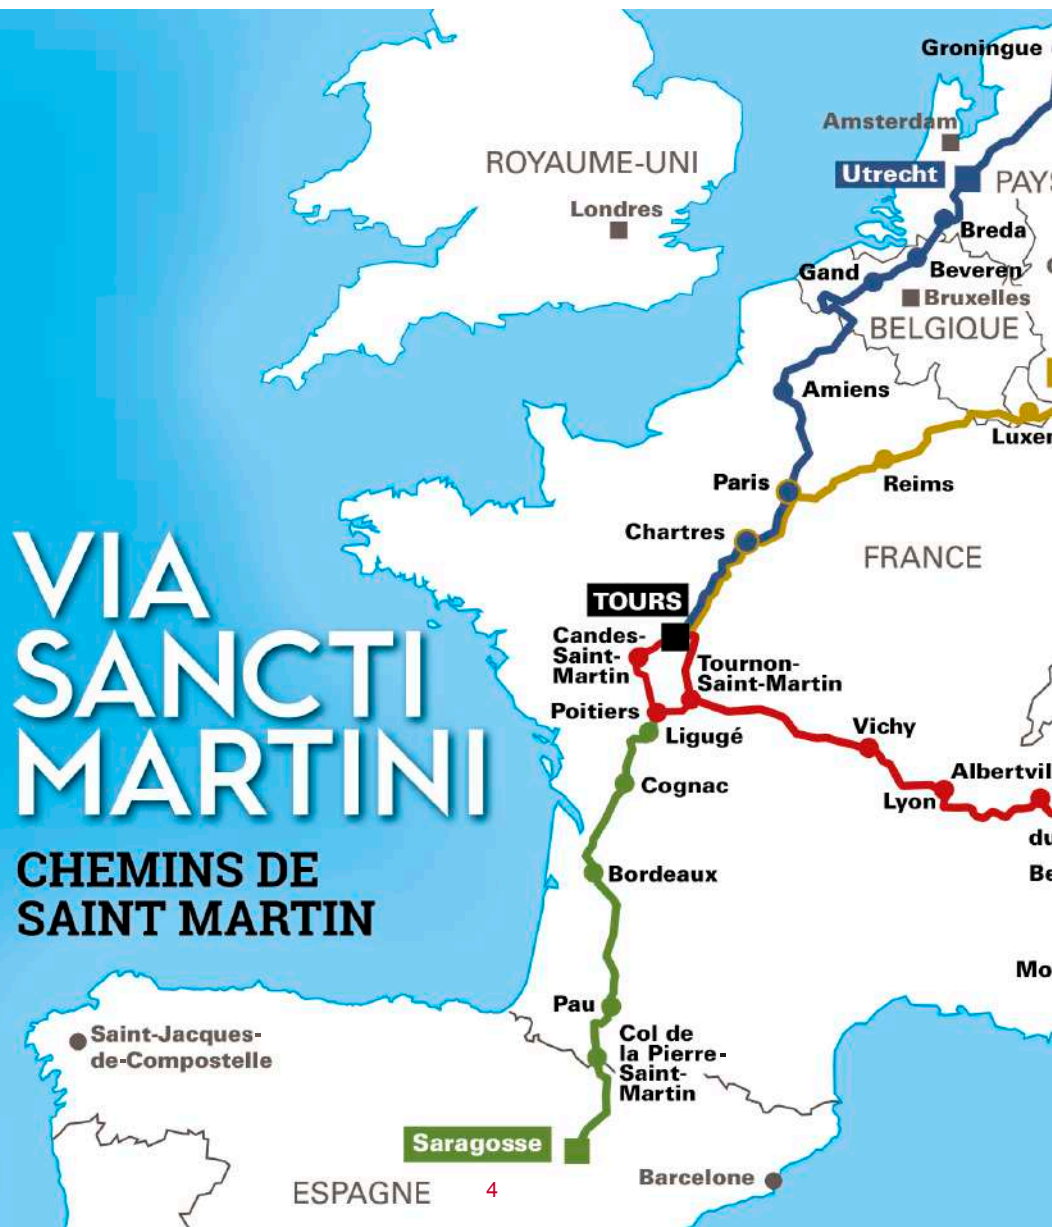 Groningue
Amsterdam
ROYAUME-UNI
Utrecht
PAYS
Londres
Breda
Gand
Beveren
Bruxelles
BELGIQUE
Amiens
Luxem
Paris
Reims
Chartres
FRANCE
VIA
SANCTI
MARTINI
CHEMINS DE
SAINT MARTIN
TOURS
Candes-
Saint-
Martin
Tournon-
Saint-Martin
Poitiers
Ligugé
Vichy
Cognac
Albertvil
Lyon
du
Bordeaux
Be
Mo
Pau
Col de
la Pierre-
Saint-
Martin
Saint-Jacques-
de-Compostelle
Saragosse
Barcelone
ESPAGNE
4